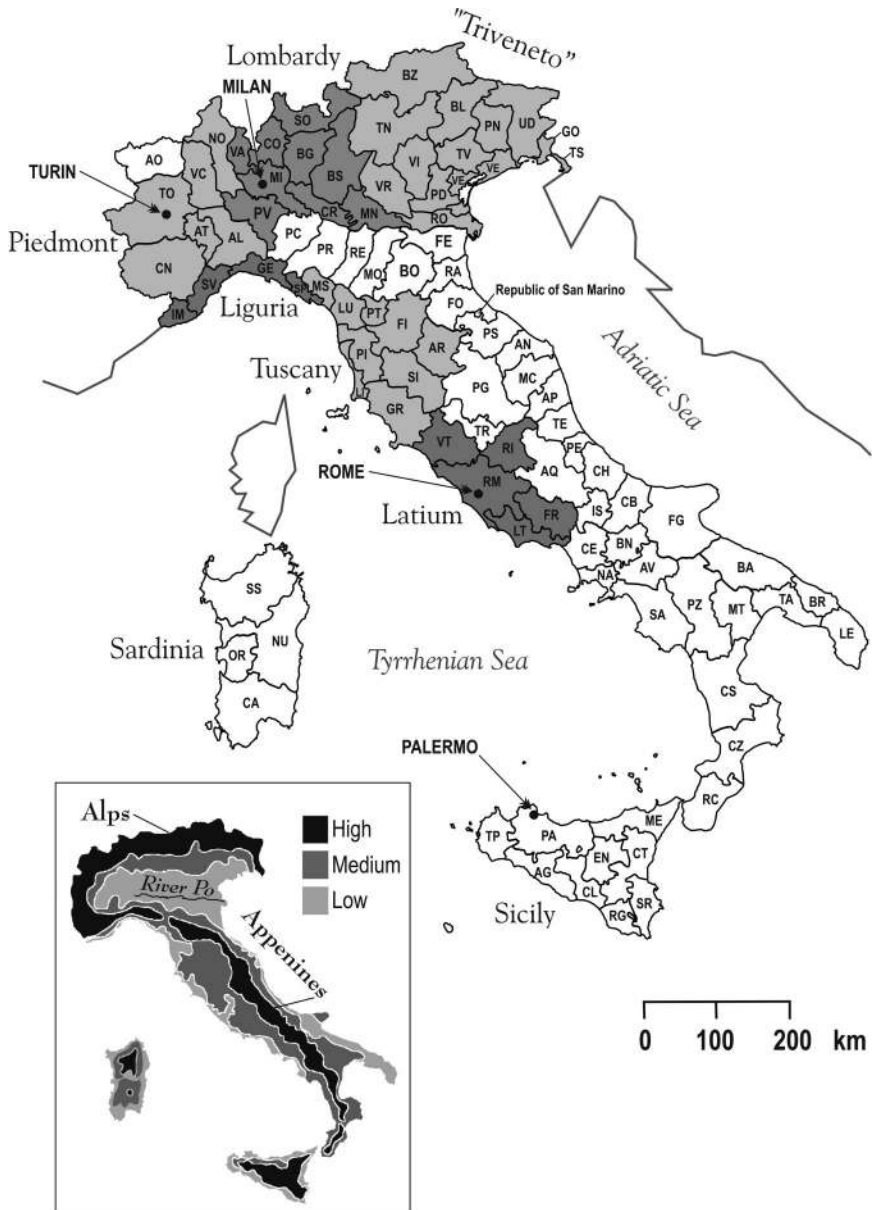 "Triveneto"
Lombardy
MILAN
BZ
SO
BL
TN
PN
UD
GO
TS
NO
VA
CO
BG
AO
VC
MI
BS
VI
TV
VE
VE
TURIN
TO
VR
PD
PV
CR
MN
RO
Piedmont
AT
AL
PC
PR
RE
FE
MO
BO
RA
CN
GE
SV
SP
MS
FO
Republic of San Marino
IM
Liguria
LU
PT
FI
PS
AN
AR
PI
Tuscany
MC
SI
PG
AP
GR
TR
TE
VT
RI
PE
AQ
CH
ROME
RM
Latium
FR
LT
IS
CB
FG
CE
BN
NA
AV
BA
SA
PZ
MT
TA
BR
LE
Adriatic Sea
SS
NU
Sardinia
OR
CA
Tyrrhenian Sea
CS
CZ
RC
PALERMO
ME
TP
PA
EN
CT
AG
CL
SR
RG
Sicily
Alps
High
Medium
Low
River Po
Appenines
0 100 200 km